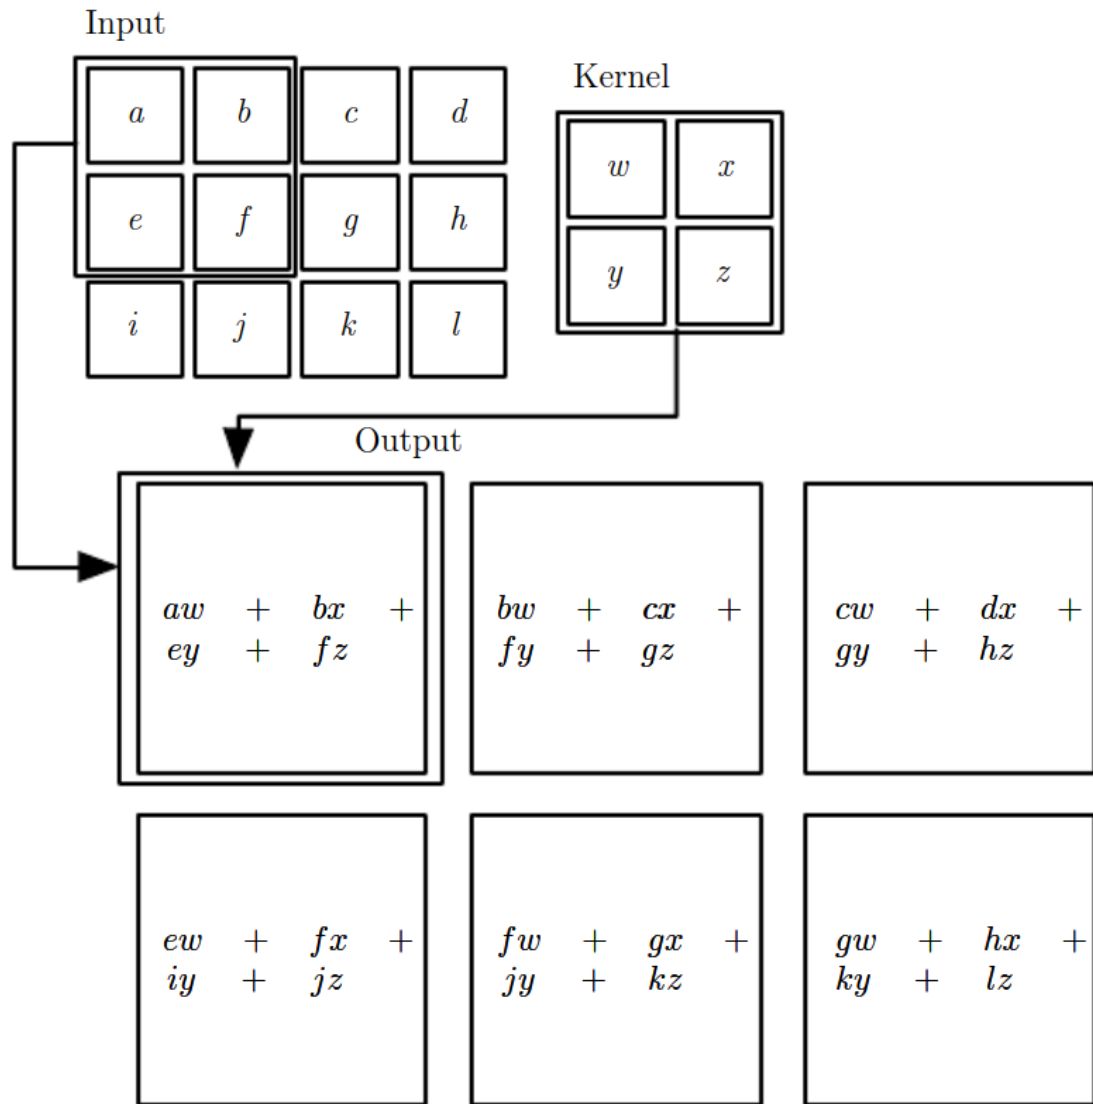 Input
Kernel
a b c d
w x
e f g h
y z
i j k l
Output
aw + bx +
ey + fz
bw + cx +
fy + gz
cw + dx +
gy + hz
ew + fx +
iy + jz
fw + gx +
jy + kz
gw + hx +
ky + lz